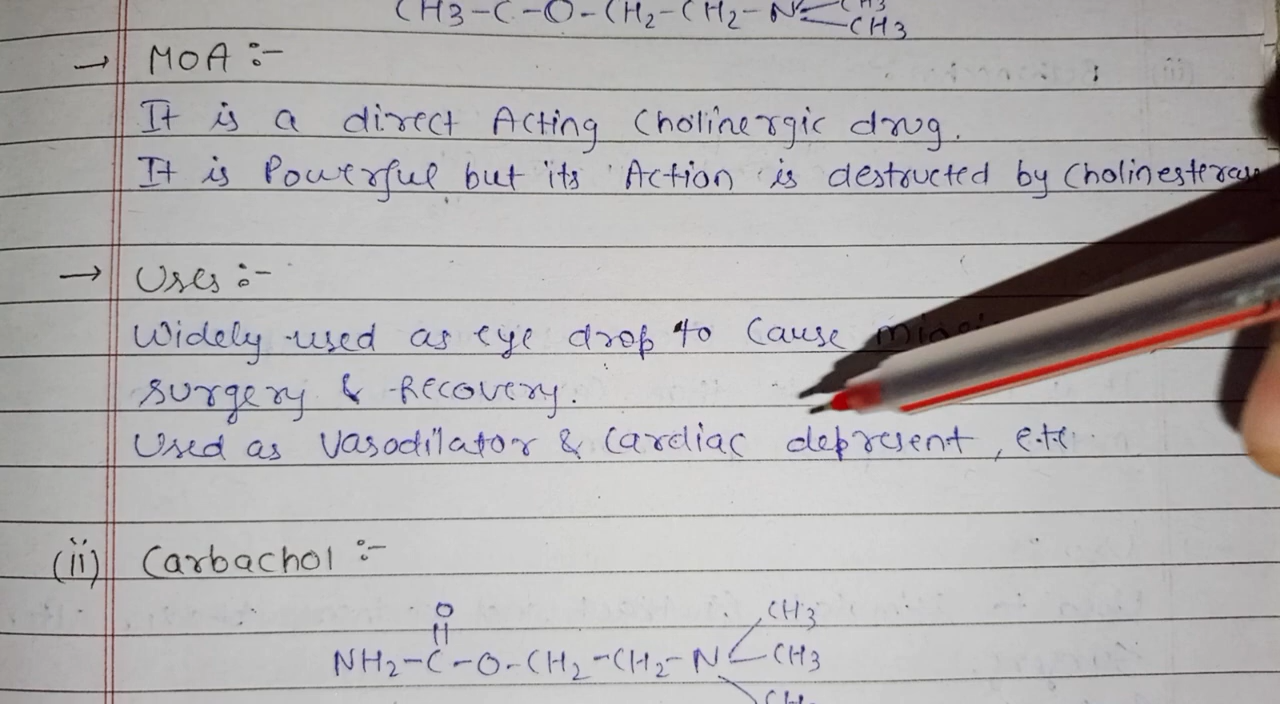 CH3-C-O-CH2-CH2-N CH3
CH3
→ MOA :-
It is a direct Acting Cholinergic drug.
It is Powerful but its Action is destructed by
→ Uses :-
Widely used as eye drop to Cause
surgery & Recovery.
Used as Vasodilator & Cardiac depresent, etc.
(ii) Carbachol :-
O
CH3
NH2-C-O-CH2-CH2-N-CH3